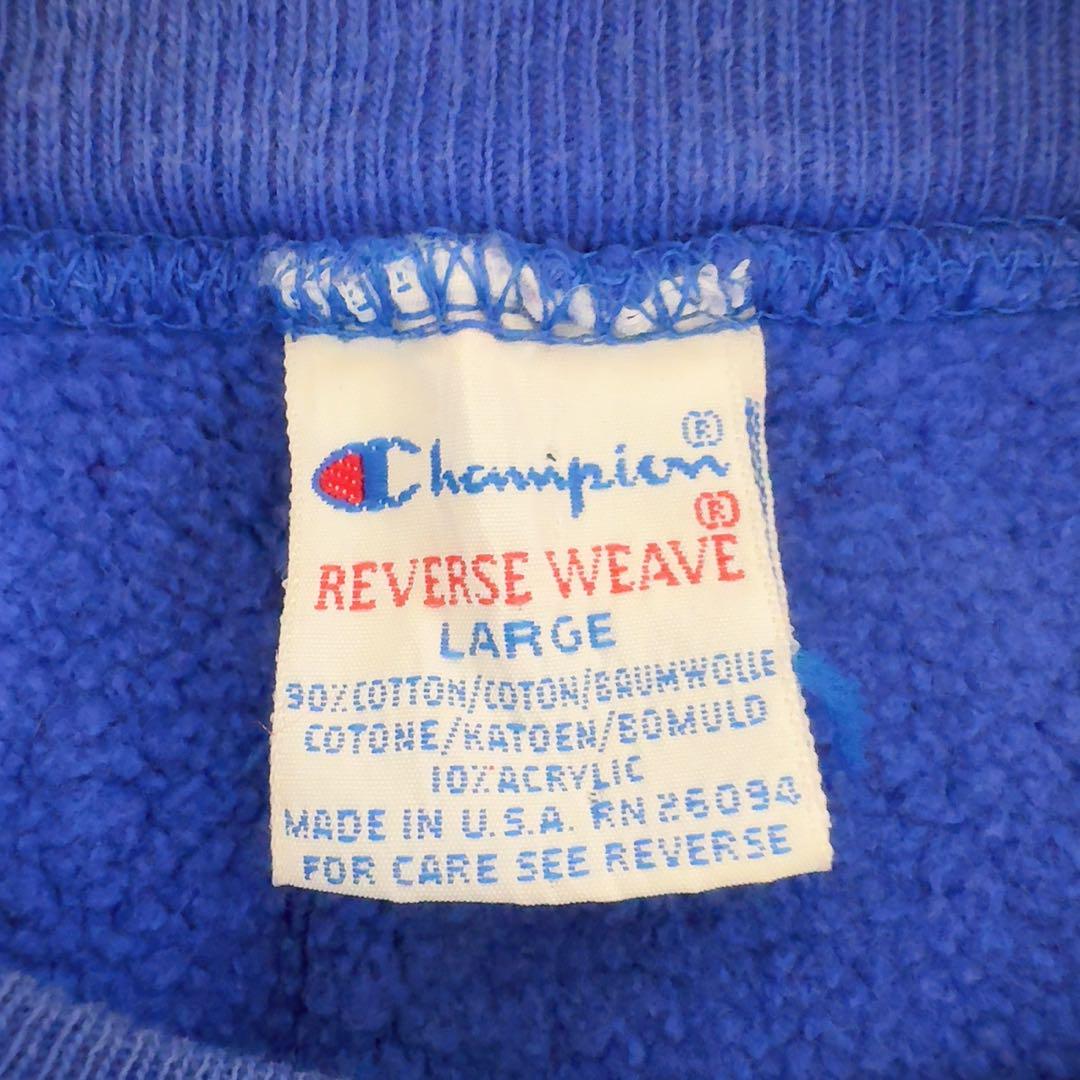 Champion®
REVERSE WEAVE®
LARGE
90% COTTON/COTON/BAUMWOLLE
COTONE/KATOEN/BOMULD
10% ACRYLIC
MADE IN U.S.A. RN 26094
FOR CARE SEE REVERSE